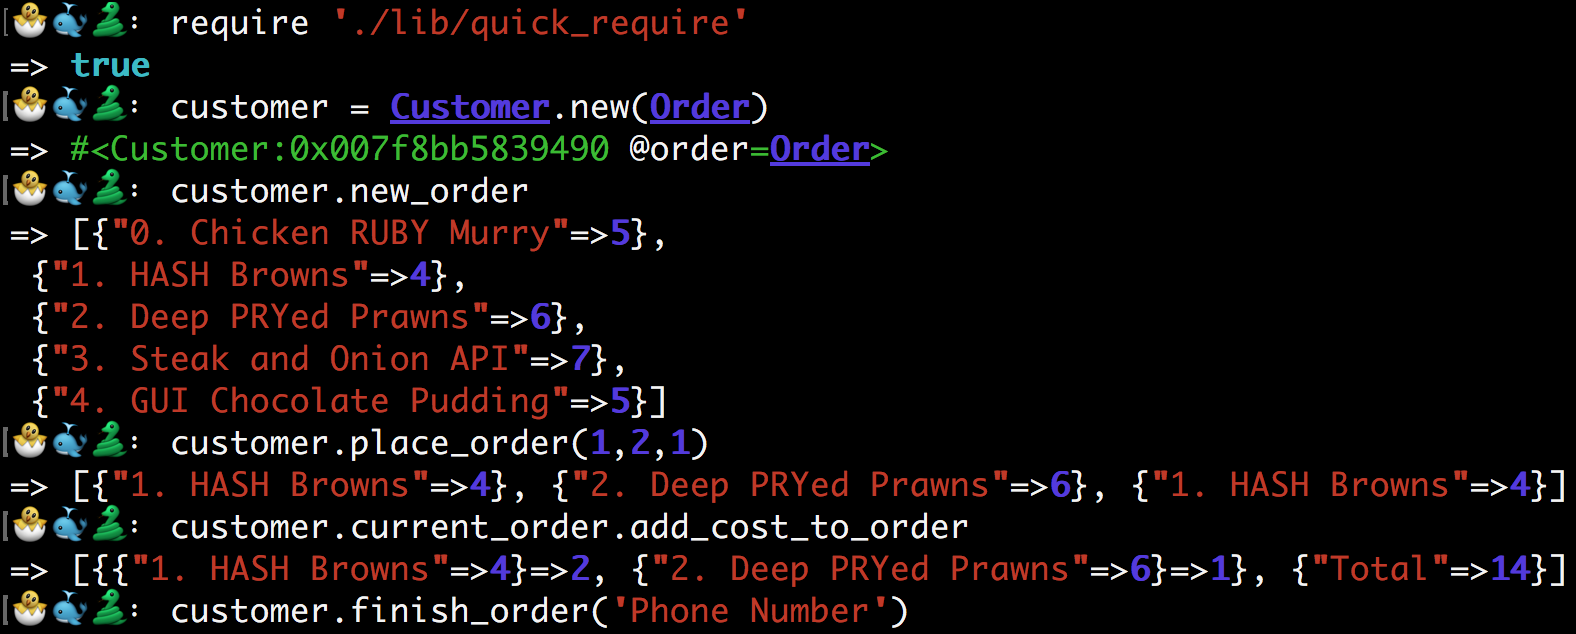 [🐣🐳🐍: require './lib/quick_require'
=> true
[🐣🐳🐍: customer = Customer.new(Order)
=> #<Customer:0x007f8bb5839490 @order=Order>
[🐣🐳🐍: customer.new_order
=> [{"0. Chicken RUBY Murry"=>5},
{"1. HASH Browns"=>4},
{"2. Deep PRYed Prawns"=>6},
{"3. Steak and Onion API"=>7},
{"4. GUI Chocolate Pudding"=>5}]
[🐣🐳🐍: customer.place_order(1,2,1)
=> [{"1. HASH Browns"=>4}, {"2. Deep PRYed Prawns"=>6}, {"1. HASH Browns"=>4}]
[🐣🐳🐍: customer.current_order.add_cost_to_order
=> [{{"1. HASH Browns"=>4}=>2, {"2. Deep PRYed Prawns"=>6}=>1}, {"Total"=>14}]
[🐣🐳🐍: customer.finish_order('Phone Number')